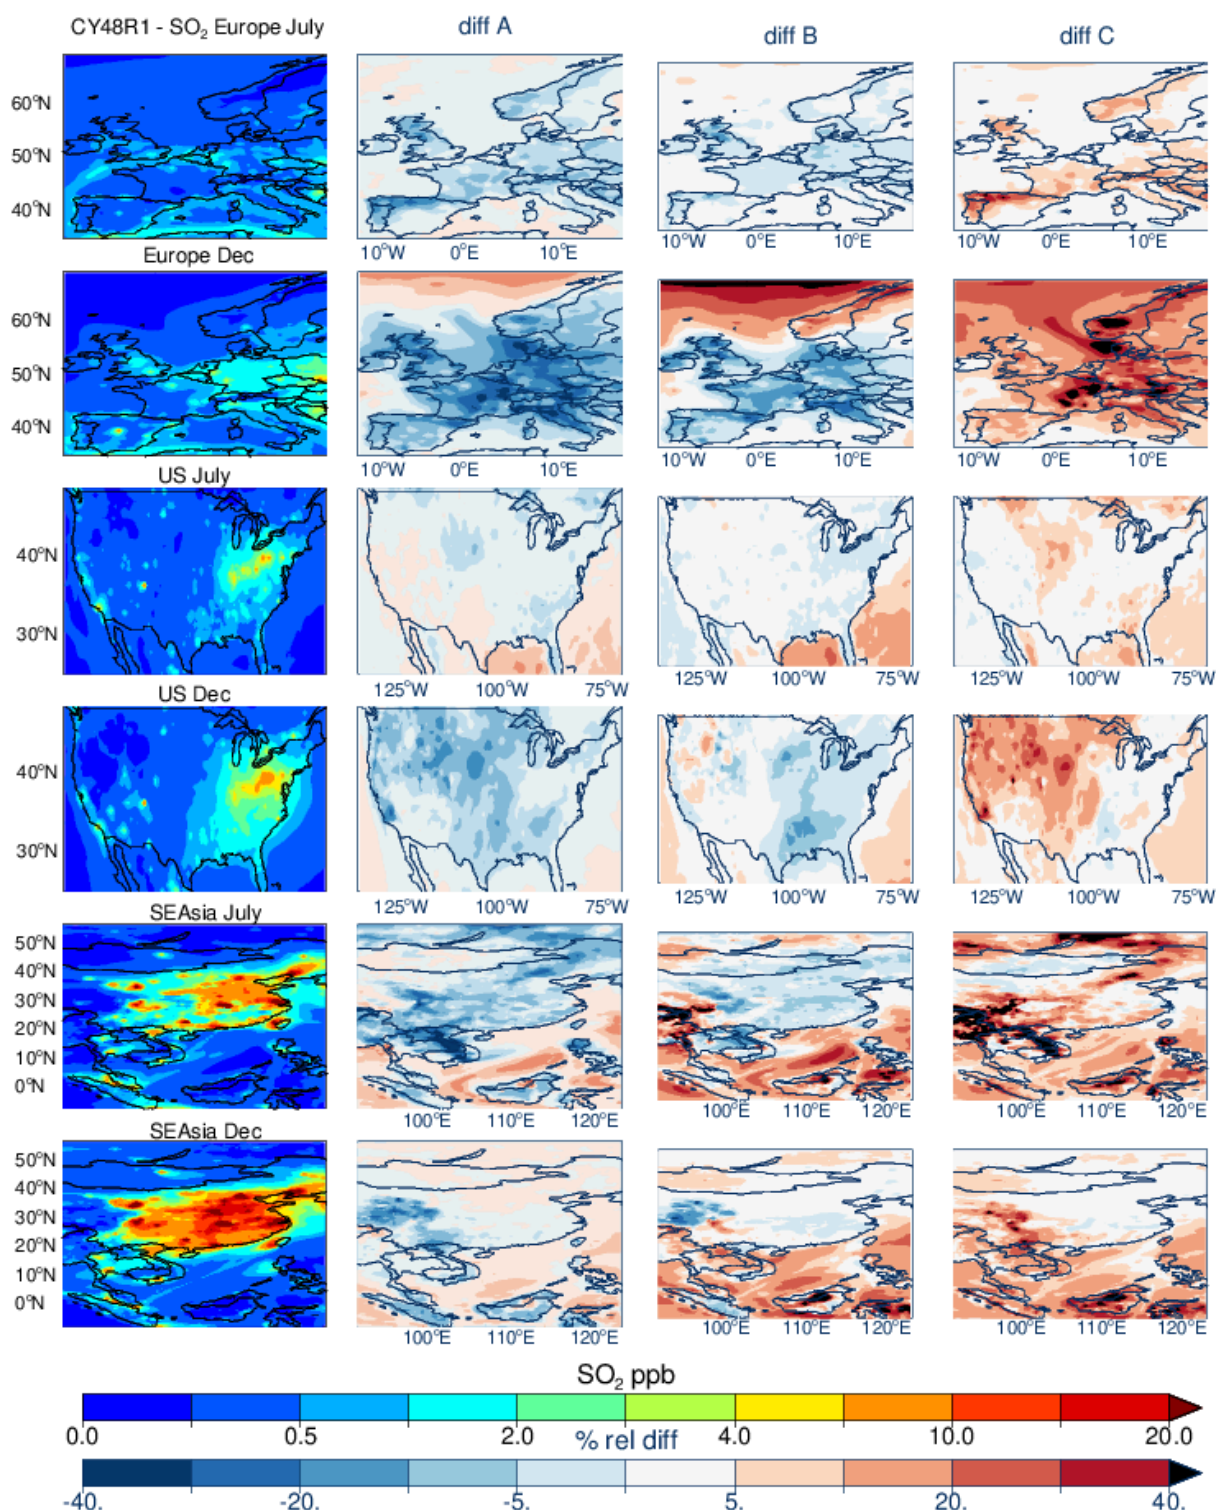 CY48R1 - SO₂ Europe July diff A diff B diff C
60°N
50°N
40°N
10°W 0°E 10°E 10°W 0°E 10°E 10°W 0°E 10°E
Europe Dec
60°N
50°N
40°N
10°W 0°E 10°E 10°W 0°E 10°E 10°W 0°E 10°E
US July
40°N
30°N
125°W 100°W 75°W 125°W 100°W 75°W 125°W 100°W 75°W
US Dec
40°N
30°N
125°W 100°W 75°W 125°W 100°W 75°W 125°W 100°W 75°W
SEAsia July
50°N
40°N
30°N
20°N
10°N
0°N
100°E 110°E 120°E 100°E 110°E 120°E 100°E 110°E 120°E
SEAsia Dec
50°N
40°N
30°N
20°N
10°N
0°N
100°E 110°E 120°E 100°E 110°E 120°E 100°E 110°E 120°E
SO₂ ppb
0.0 0.5 2.0 4.0 10.0 20.0
% rel diff
-40. -20. -5. 5. 20. 40.